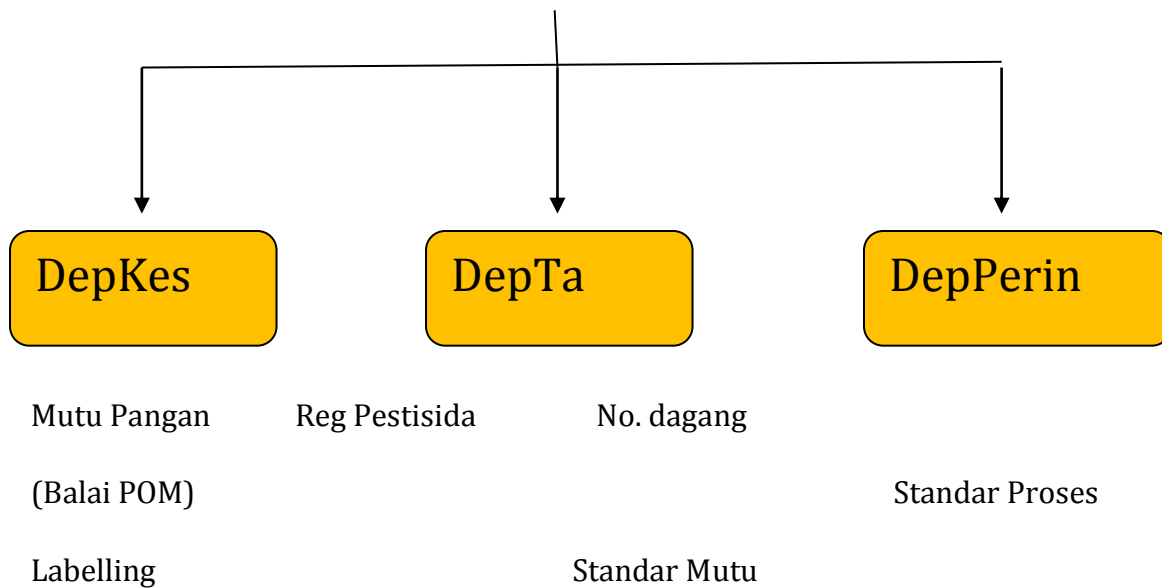 DepKes DepTa DepPerin
Mutu Pangan Reg Pestisida No. dagang
(Balai POM) Standar Proses
Labelling Standar Mutu